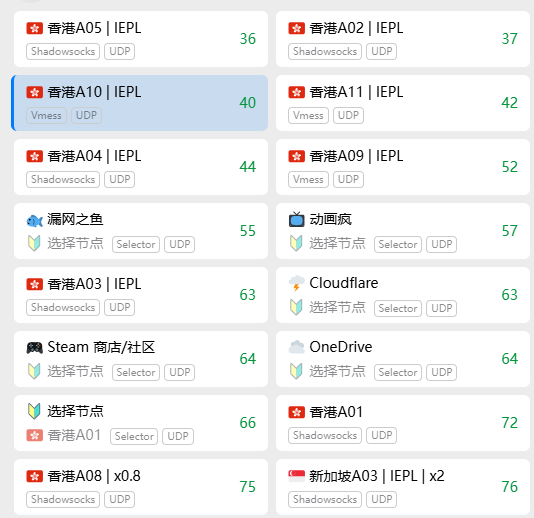 香港A05 | IEPL
36
Shadowsocks UDP
香港A02 | IEPL
37
Shadowsocks UDP
香港A10 | IEPL
40
Vmess UDP
香港A11 | IEPL
42
Vmess UDP
香港A04 | IEPL
44
Shadowsocks UDP
香港A09 | IEPL
52
Vmess UDP
漏网之鱼
55
选择节点 Selector UDP
动画疯
57
选择节点 Selector UDP
香港A03 | IEPL
63
Shadowsocks UDP
Cloudflare
63
选择节点 Selector UDP
Steam 商店/社区
64
选择节点 Selector UDP
OneDrive
64
选择节点 Selector UDP
选择节点
66
香港A01 Selector UDP
香港A01
72
Shadowsocks UDP
香港A08 | x0.8
75
Shadowsocks UDP
新加坡A03 | IEPL | x2
76
Shadowsocks UDP